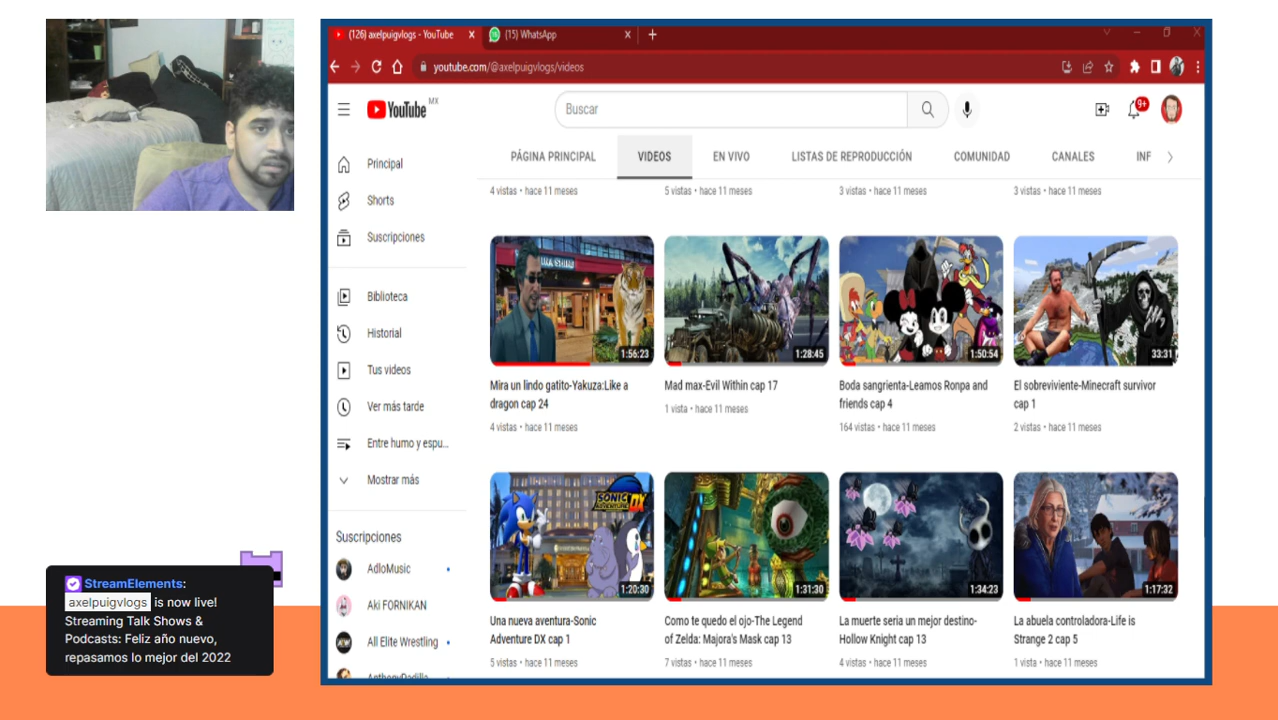 (126) axelpuigvlogs - YouTube
(15) WhatsApp
youtube.com/@axelpuigvlogs/videos
YouTube MX
Buscar
9+
Principal
Shorts
Suscripciones
Biblioteca
Historial
Tus videos
Ver más tarde
Entre humo y espu...
Mostrar más
Suscripciones
AdloMusic
Aki FORNIKAN
All Elite Wrestling
AnthonyPadilla
PÁGINA PRINCIPAL
VIDEOS
EN VIVO
LISTAS DE REPRODUCCIÓN
COMUNIDAD
CANALES
INF
4 vistas • hace 11 meses
5 vistas • hace 11 meses
3 vistas • hace 11 meses
3 vistas • hace 11 meses
1:56:23
1:28:45
1:50:54
33:31
Mira un lindo gatito-Yakuza:Like a
dragon cap 24
4 vistas • hace 11 meses
Mad max-Evil Within cap 17
1 vista • hace 11 meses
Boda sangrienta-Leamos Ronpa and
friends cap 4
164 vistas • hace 11 meses
El sobreviviente-Minecraft survivor
cap 1
2 vistas • hace 11 meses
SONIC
ADVENTURE DX
1:20:30
1:31:30
1:34:23
1:17:32
Una nueva aventura-Sonic
Adventure DX cap 1
5 vistas • hace 11 meses
Como te quedo el ojo-The Legend
of Zelda: Majora's Mask cap 13
7 vistas • hace 11 meses
La muerte seria un mejor destino-
Hollow Knight cap 13
4 vistas • hace 11 meses
La abuela controladora-Life is
Strange 2 cap 5
1 vista • hace 11 meses
StreamElements:
axelpuigvlogs is now live!
Streaming Talk Shows &
Podcasts: Feliz año nuevo,
repasamos lo mejor del 2022